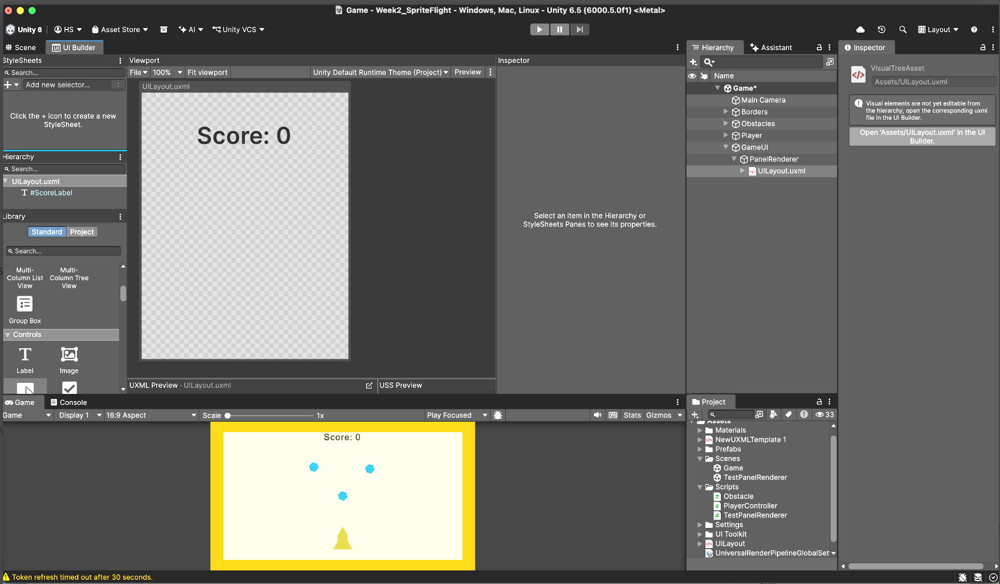 Game - Week2_SpriteFlight - Windows, Mac, Linux - Unity 6.5 (6000.5.0f1) <Metal>
Unity 6
HS
Asset Store
AI
Unity VCS
Layout
Scene
UI Builder
StyleSheets
Search...
Add new selector...
Click the + icon to create a new
StyleSheet.
Hierarchy
Search...
UILayout.uxml
#ScoreLabel
Library
Standard
Project
Search...
Multi-
Column List
View
Multi-
Column Tree
View
Group Box
Controls
Label
Image
Viewport
File
100%
Fit viewport
Unity Default Runtime Theme (Project)
Preview
UILayout.uxml
Score: 0
UXML Preview - UILayout.uxml
USS Preview
Inspector
Select an item in the Hierarchy or
StyleSheets Panes to see its properties.
Hierarchy
Assistant
Name
Game*
Main Camera
Borders
Obstacles
Player
GameUI
PanelRenderer
UILayout.uxml
Inspector
VisualTreeAsset
Assets/UILayout.uxml
Visual elements are not yet editable from
the hierarchy, open the corresponding uxml
file in the UI Builder.
Open 'Assets/UILayout.uxml' in the UI
Builder.
Game
Console
Game
Display 1
16:9 Aspect
Scale
1x
Play Focused
Stats
Gizmos
Score: 0
Project
33
Assets
Materials
NewUXMLTemplate 1
Prefabs
Scenes
Game
TestPanelRenderer
Scripts
Obstacle
PlayerController
TestPanelRenderer
Settings
UI Toolkit
UILayout
UniversalRenderPipelineGlobalSet
Token refresh timed out after 30 seconds.